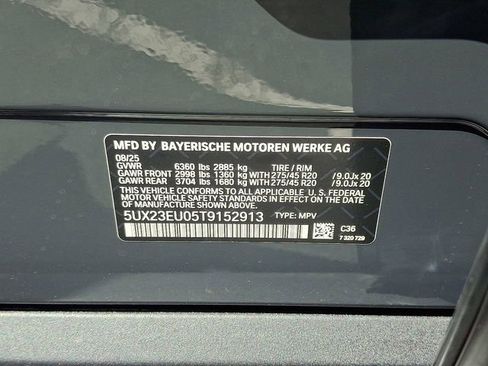 MFD BY BAYERISCHE MOTOREN WERKE AG
08/25
GVWR 6360 lbs 2885 kg TIRE / RIM
GAWR FRONT 2998 lbs 1360 kg 275/45 R20 /9.0Jx 20
GAWR REAR 3704 lbs 1680 kg 275/45 R20 /9.0Jx 20
THIS VEHICLE CONFORMS TO ALL APPLICABLE U.S. FEDERAL
MOTOR VEHICLE SAFETY STANDARDS IN EFFECT ON
THE DATE OF MANUFACTURE SHOWN ABOVE.
5UX23EU05T9152913 TYPE: MPV
C36
7 320 729